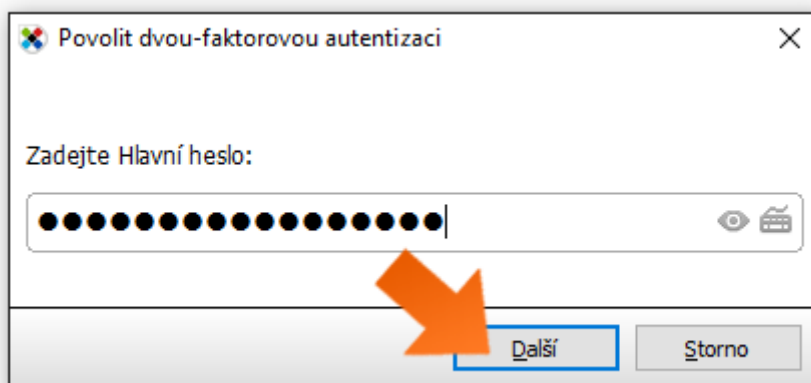 Povolit dvou-faktorovou autentizaci
Zadejte Hlavní heslo:
●●●●●●●●●●●●●●●●●●●●
Další
Storno